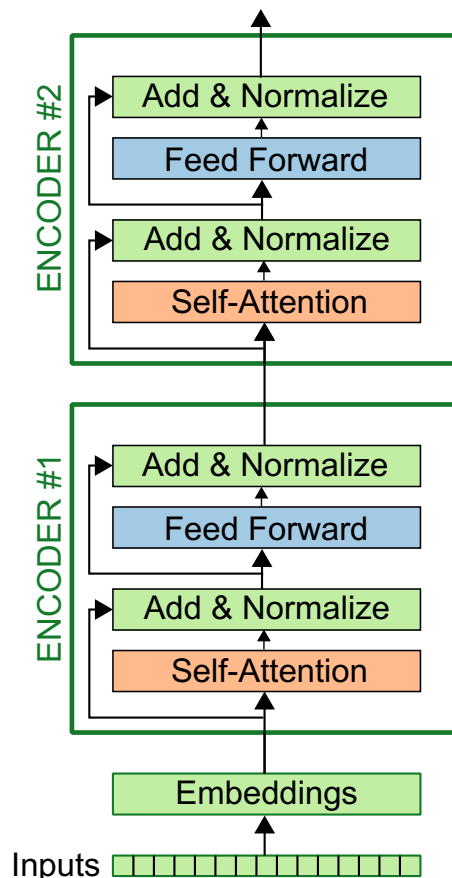 ENCODER #2
Add & Normalize
Feed Forward
Add & Normalize
Self-Attention
ENCODER #1
Add & Normalize
Feed Forward
Add & Normalize
Self-Attention
Embeddings
Inputs